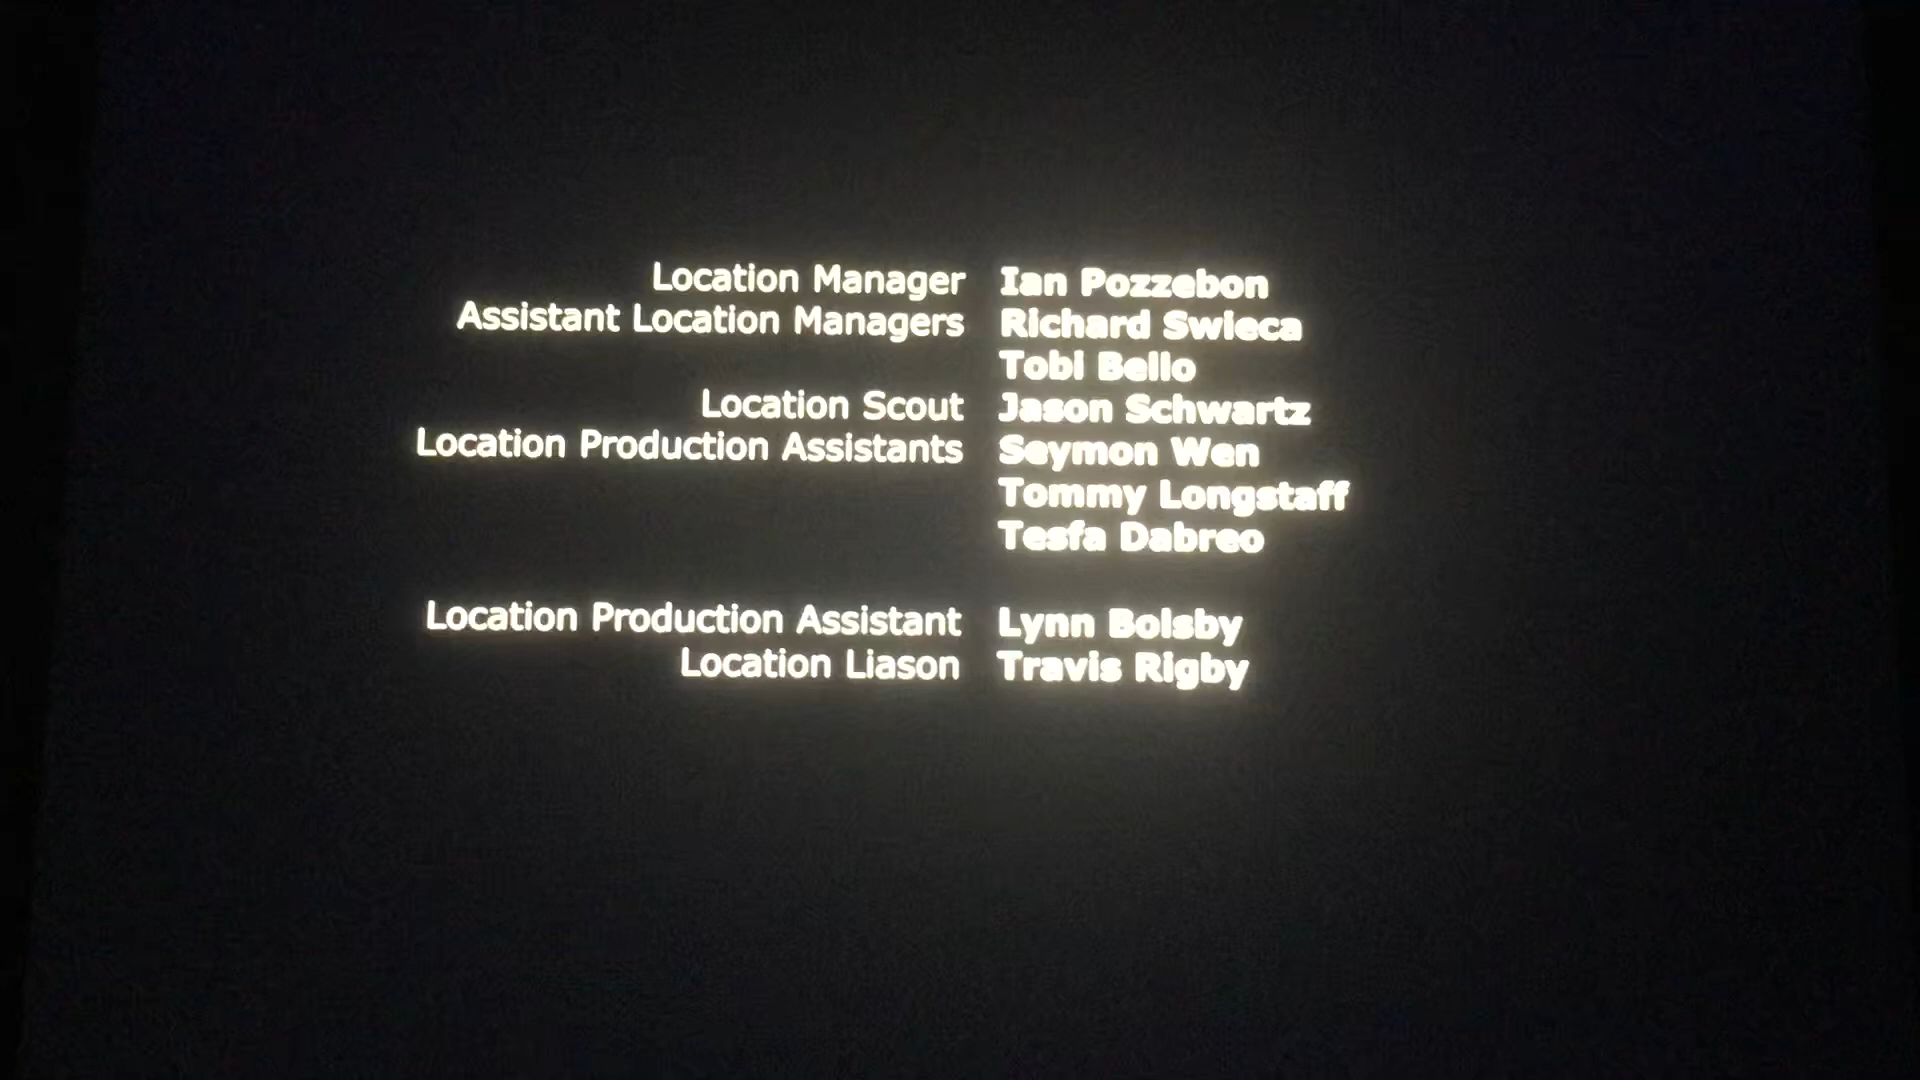 Location Manager Ian Pozzebon
Assistant Location Managers Richard Swieca
Tobi Bello
Location Scout Jason Schwartz
Location Production Assistants Seymon Wen
Tommy Longstaff
Tesfa Dabreo
Location Production Assistant Lynn Bolsby
Location Liason Travis Rigby